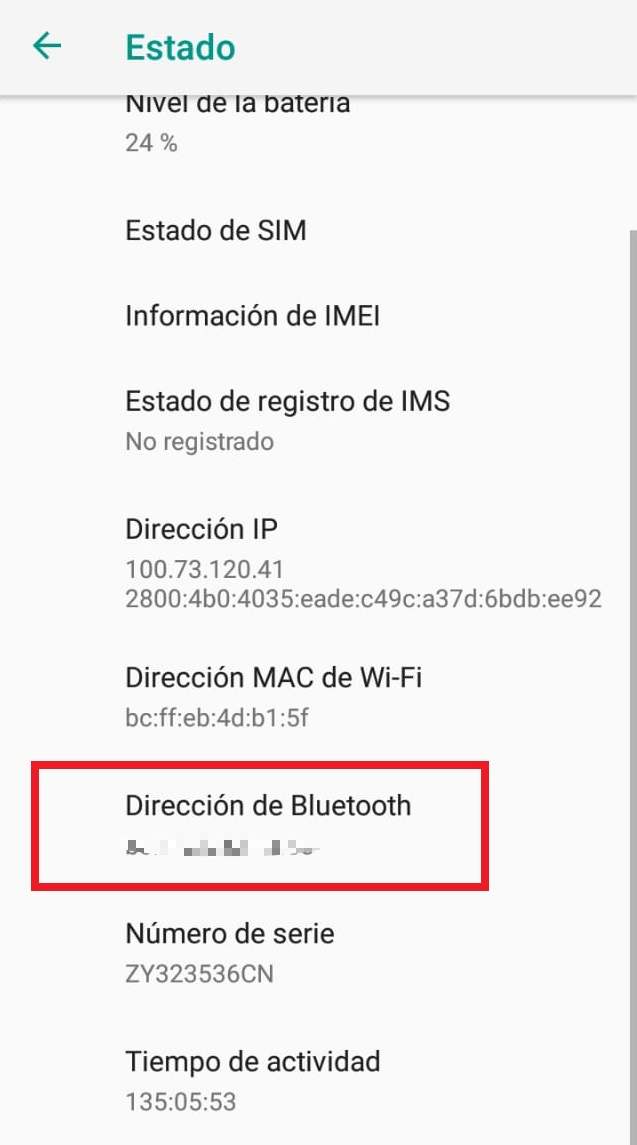 Estado
Nivel de la batería
24 %
Estado de SIM
Información de IMEI
Estado de registro de IMS
No registrado
Dirección IP
100.73.120.41
2800:4b0:4035:eade:c49c:a37d:6bdb:ee92
Dirección MAC de Wi-Fi
bc:ff:eb:4d:b1:5f
Dirección de Bluetooth
Número de serie
ZY323536CN
Tiempo de actividad
135:05:53